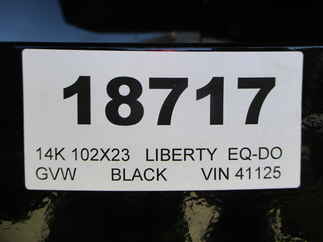 18717
14K 102X23 LIBERTY EQ-DO
GVW BLACK VIN 41125